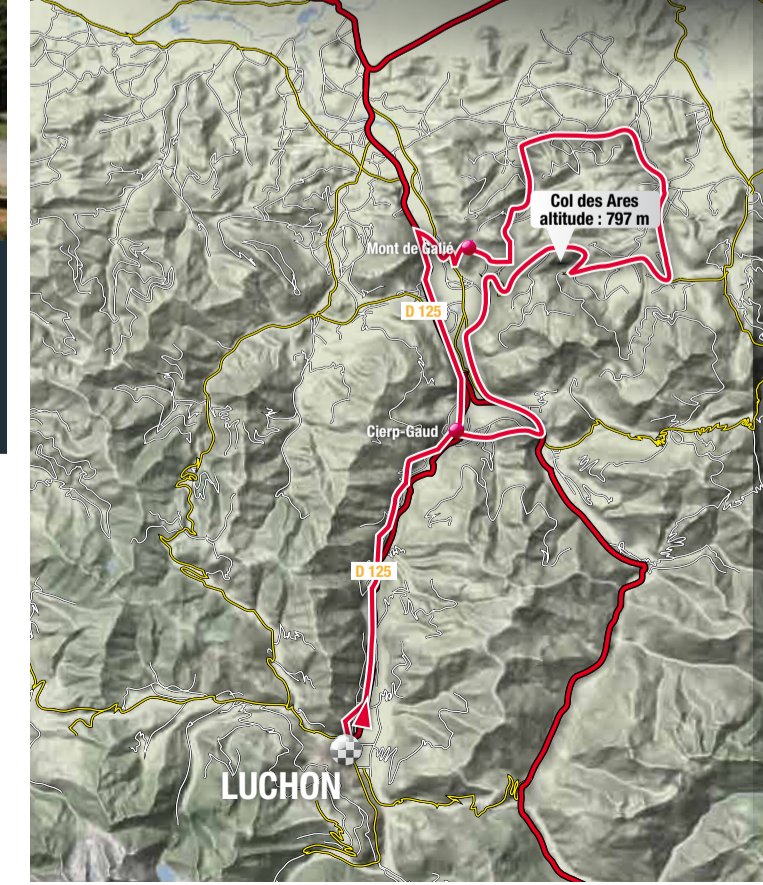 Col des Ares
altitude : 797 m
Mont de Galié
D 125
Cierp-Gaud
D 125
LUCHON